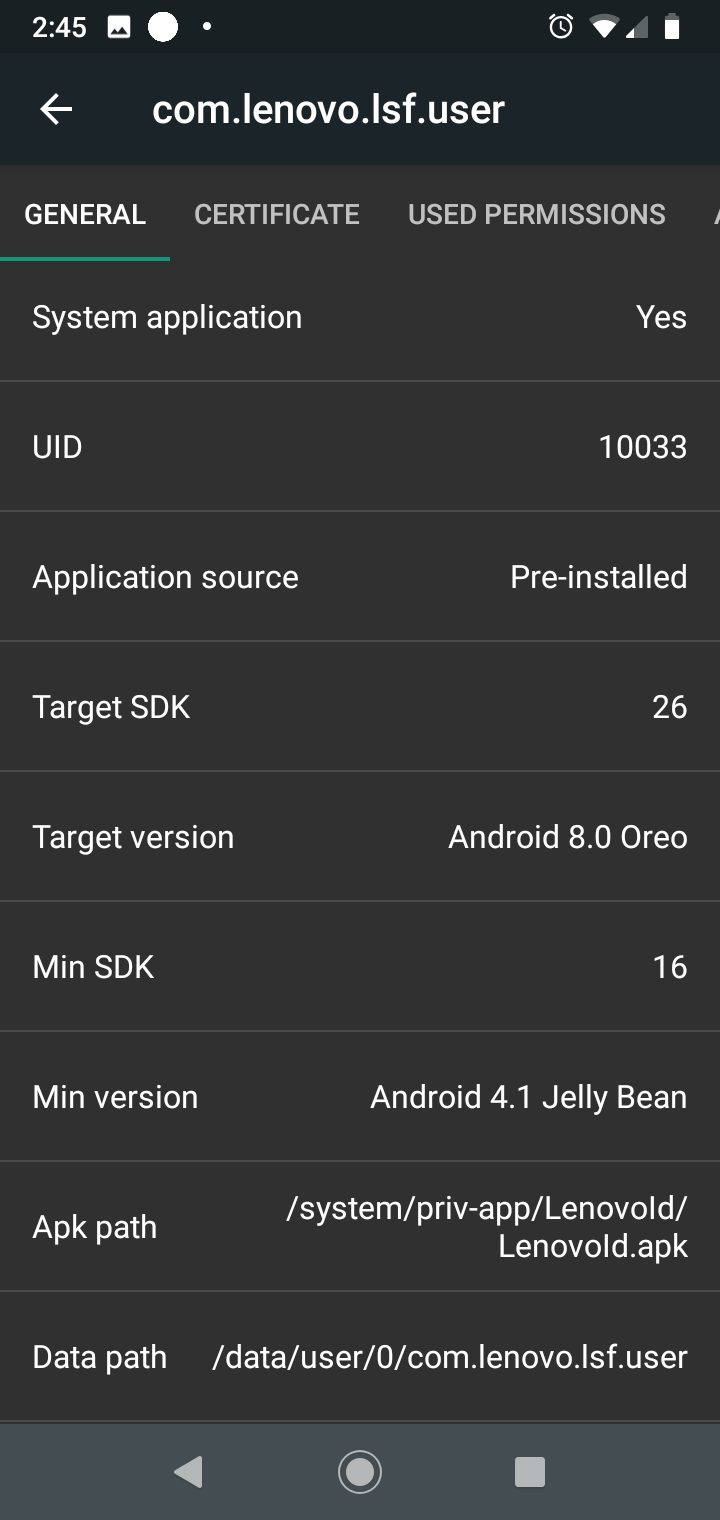 2:45
com.lenovo.lsf.user
GENERAL CERTIFICATE USED PERMISSIONS
System application Yes
UID 10033
Application source Pre-installed
Target SDK 26
Target version Android 8.0 Oreo
Min SDK 16
Min version Android 4.1 Jelly Bean
Apk path /system/priv-app/LenovoId/
LenovoId.apk
Data path /data/user/0/com.lenovo.lsf.user